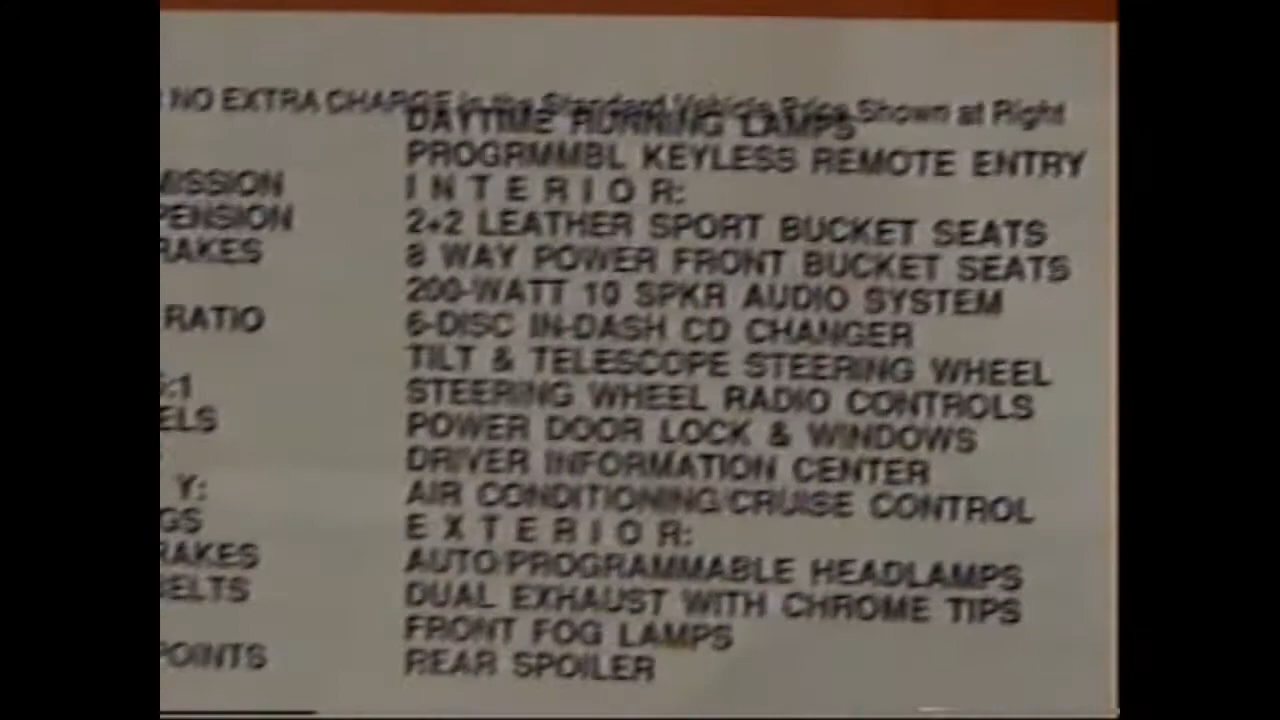 NO EXTRA CHARGE in the Standard Vehicle Price Shown at Right
DAYTIME RUNNING LAMPS
PROGRMMBL KEYLESS REMOTE ENTRY
MISSION
I N T E R I O R:
PENSION
2+2 LEATHER SPORT BUCKET SEATS
RAKES
8 WAY POWER FRONT BUCKET SEATS
200-WATT 10 SPKR AUDIO SYSTEM
RATIO
6-DISC IN-DASH CD CHANGER
TILT & TELESCOPE STEERING WHEEL
:1
STEERING WHEEL RADIO CONTROLS
ELS
POWER DOOR LOCK & WINDOWS
DRIVER INFORMATION CENTER
Y:
AIR CONDITIONING/CRUISE CONTROL
GS
E X T E R I O R:
RAKES
AUTO/PROGRAMMABLE HEADLAMPS
ELTS
DUAL EXHAUST WITH CHROME TIPS
FRONT FOG LAMPS
POINTS
REAR SPOILER